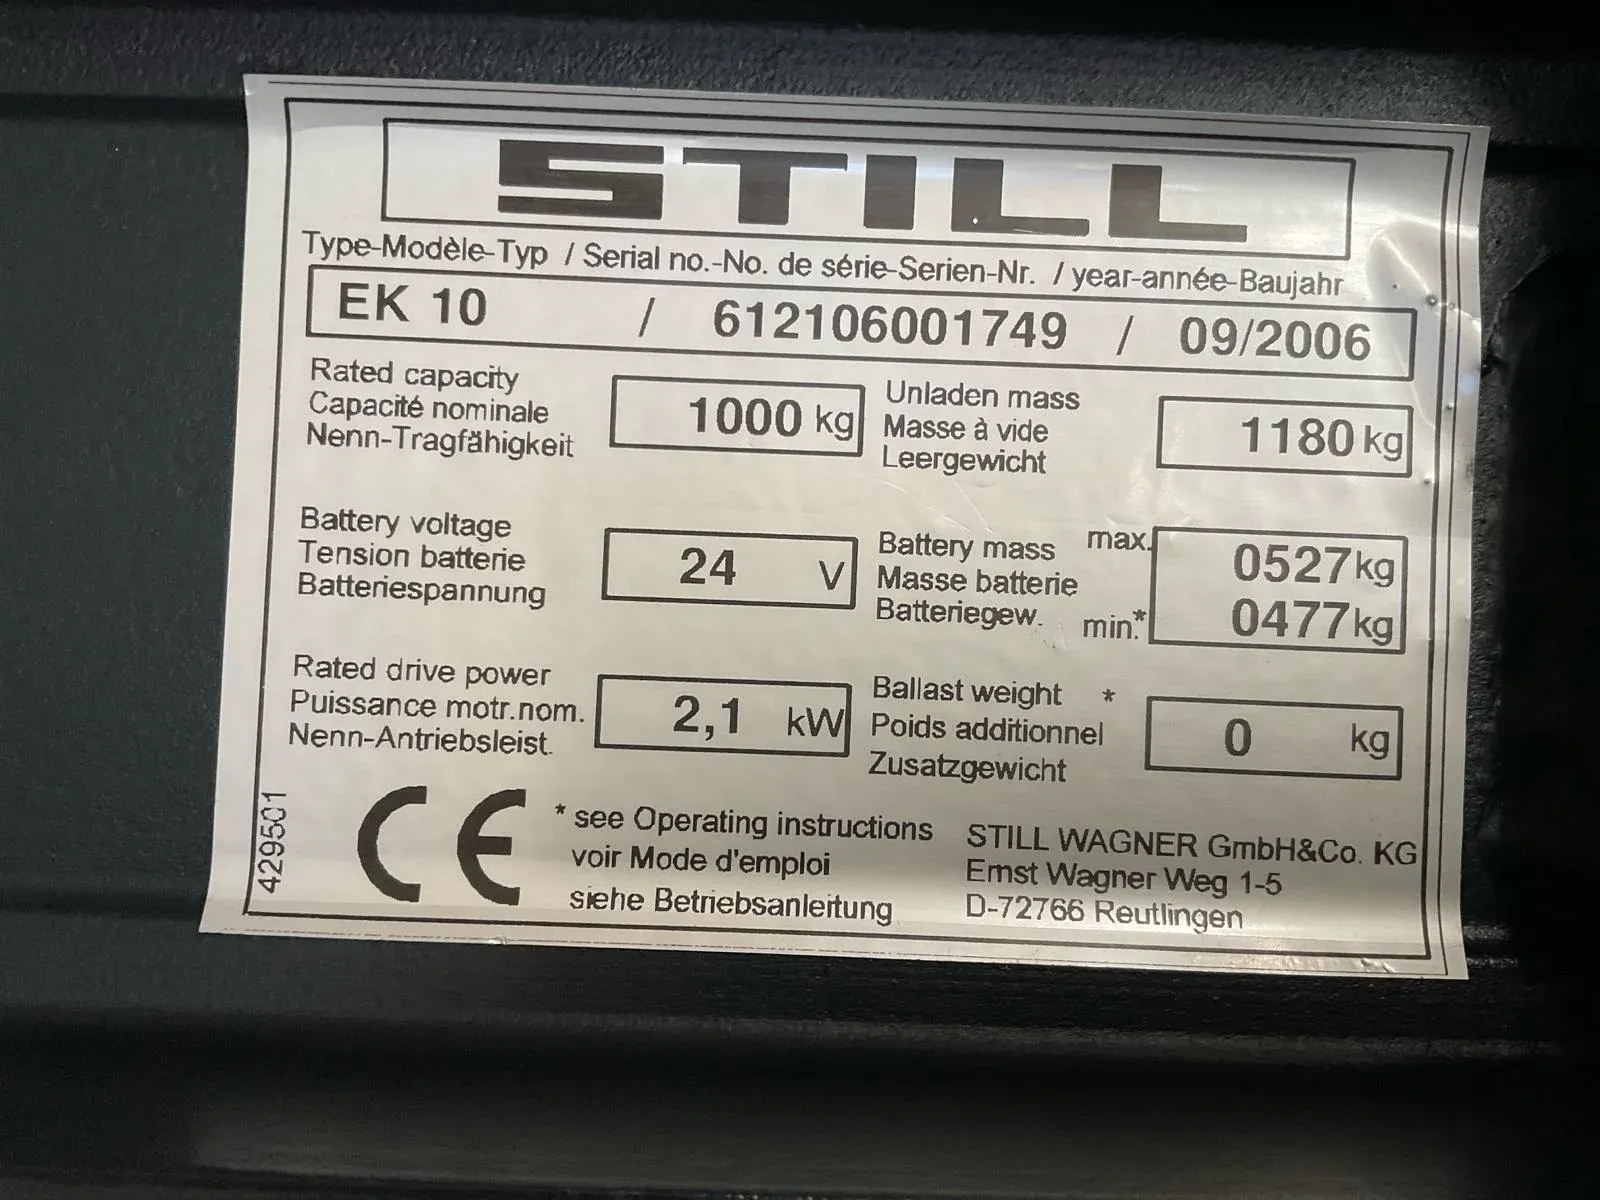 STILL
Type-Modèle-Typ / Serial no.-No. de série-Serien-Nr. / year-année-Baujahr
EK 10 / 612106001749 / 09/2006
Rated capacity
Capacité nominale
Nenn-Tragfähigkeit
1000 kg
Unladen mass
Masse à vide
Leergewicht
1180 kg
Battery voltage
Tension batterie
Batteriespannung
24 V
Battery mass max.
Masse batterie
Batteriegew. min.*
0527 kg
0477 kg
Rated drive power
Puissance motr.nom.
Nenn-Antriebsleist.
2,1 kW
Ballast weight *
Poids additionnel
Zusatzgewicht
0 kg
429501
CE
* see Operating instructions
voir Mode d'emploi
siehe Betriebsanleitung
STILL WAGNER GmbH&Co. KG
Ernst Wagner Weg 1-5
D-72766 Reutlingen